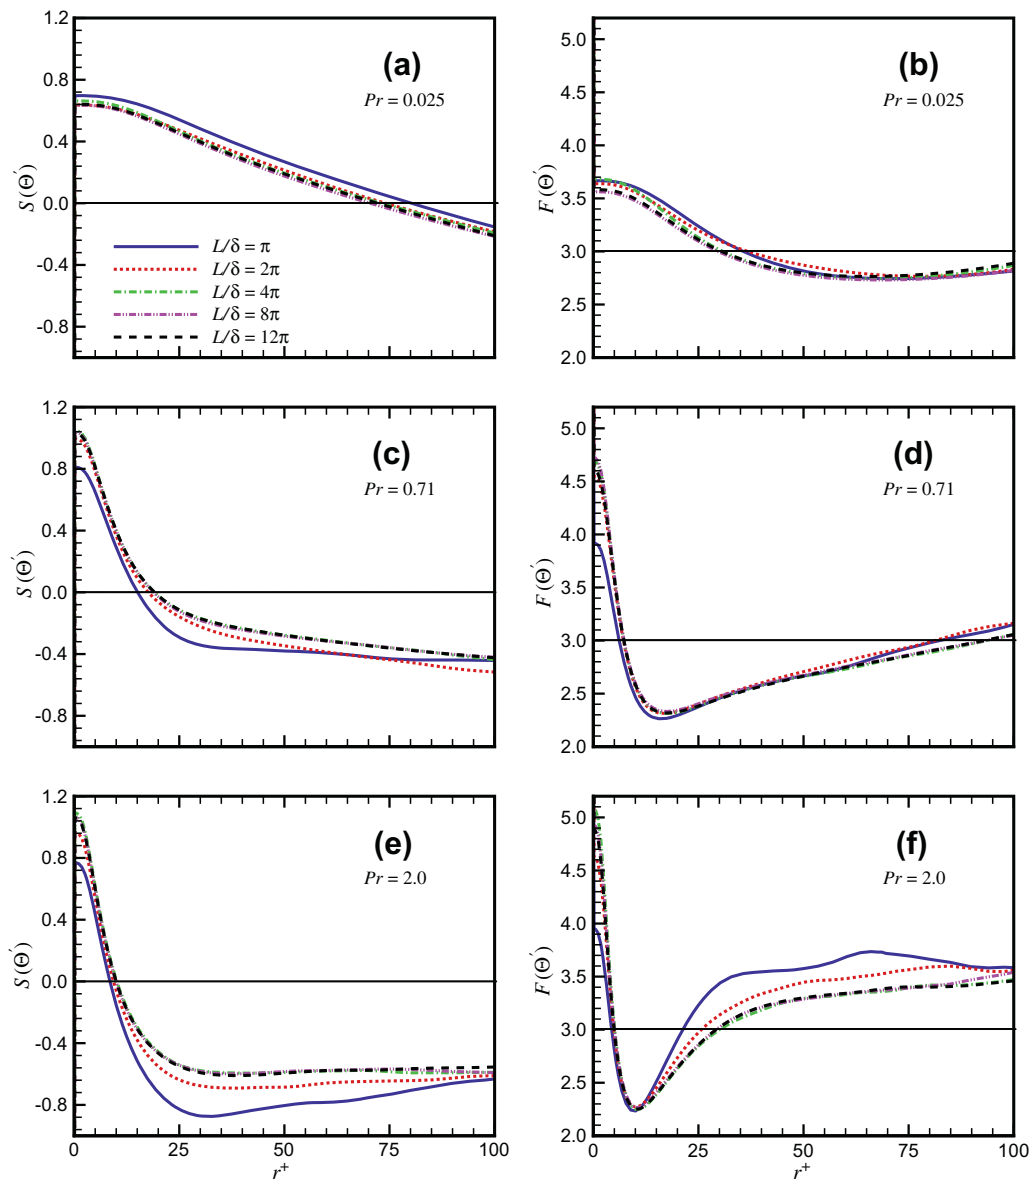 1.2
0.8
0.4
0.0
-0.4
-0.8
S(Θ′)
(a)
Pr = 0.025
L/δ = π
L/δ = 2π
L/δ = 4π
L/δ = 8π
L/δ = 12π
5.0
4.5
4.0
3.5
3.0
2.5
2.0
F(Θ′)
(b)
Pr = 0.025
1.2
0.8
0.4
0.0
-0.4
-0.8
S(Θ′)
(c)
Pr = 0.71
5.0
4.5
4.0
3.5
3.0
2.5
2.0
F(Θ′)
(d)
Pr = 0.71
1.2
0.8
0.4
0.0
-0.4
-0.8
S(Θ′)
(e)
Pr = 2.0
0 25 50 75 100
r⁺
5.0
4.5
4.0
3.5
3.0
2.5
2.0
F(Θ′)
(f)
Pr = 2.0
0 25 50 75 100
r⁺